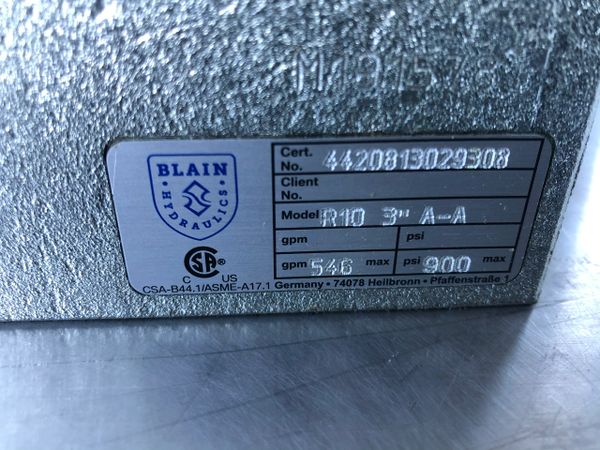 BLAIN
HYDRAULICS
Cert. No. 4420813029308
Client No.
Model R10 3" A-A
gpm psi
gpm 546 max psi 900 max
CSA
C US
CSA-B44.1/ASME-A17.1 Germany • 74078 Heilbronn • Pfaffenstraße 1